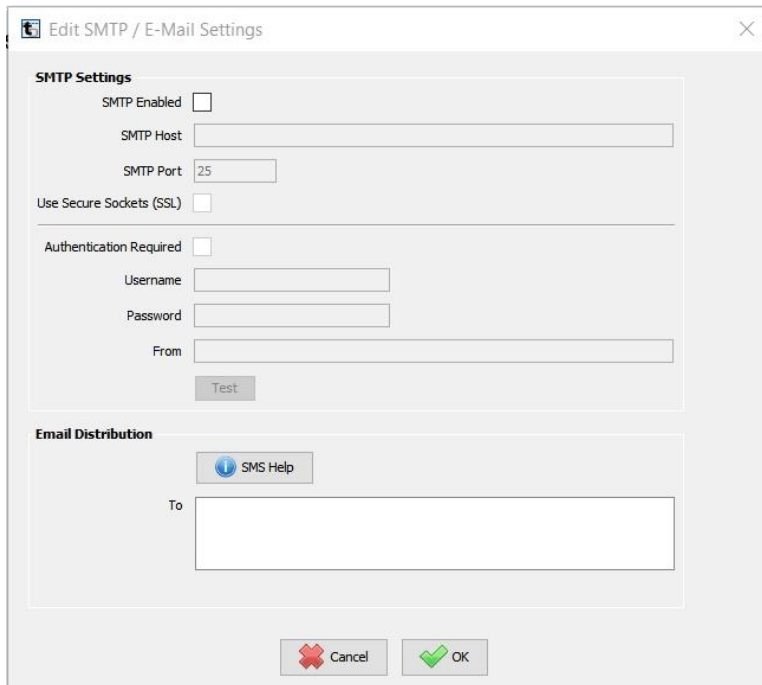 Edit SMTP / E-Mail Settings
SMTP Settings
SMTP Enabled
SMTP Host
SMTP Port 25
Use Secure Sockets (SSL)
Authentication Required
Username
Password
From
Test
Email Distribution
SMS Help
To
Cancel OK